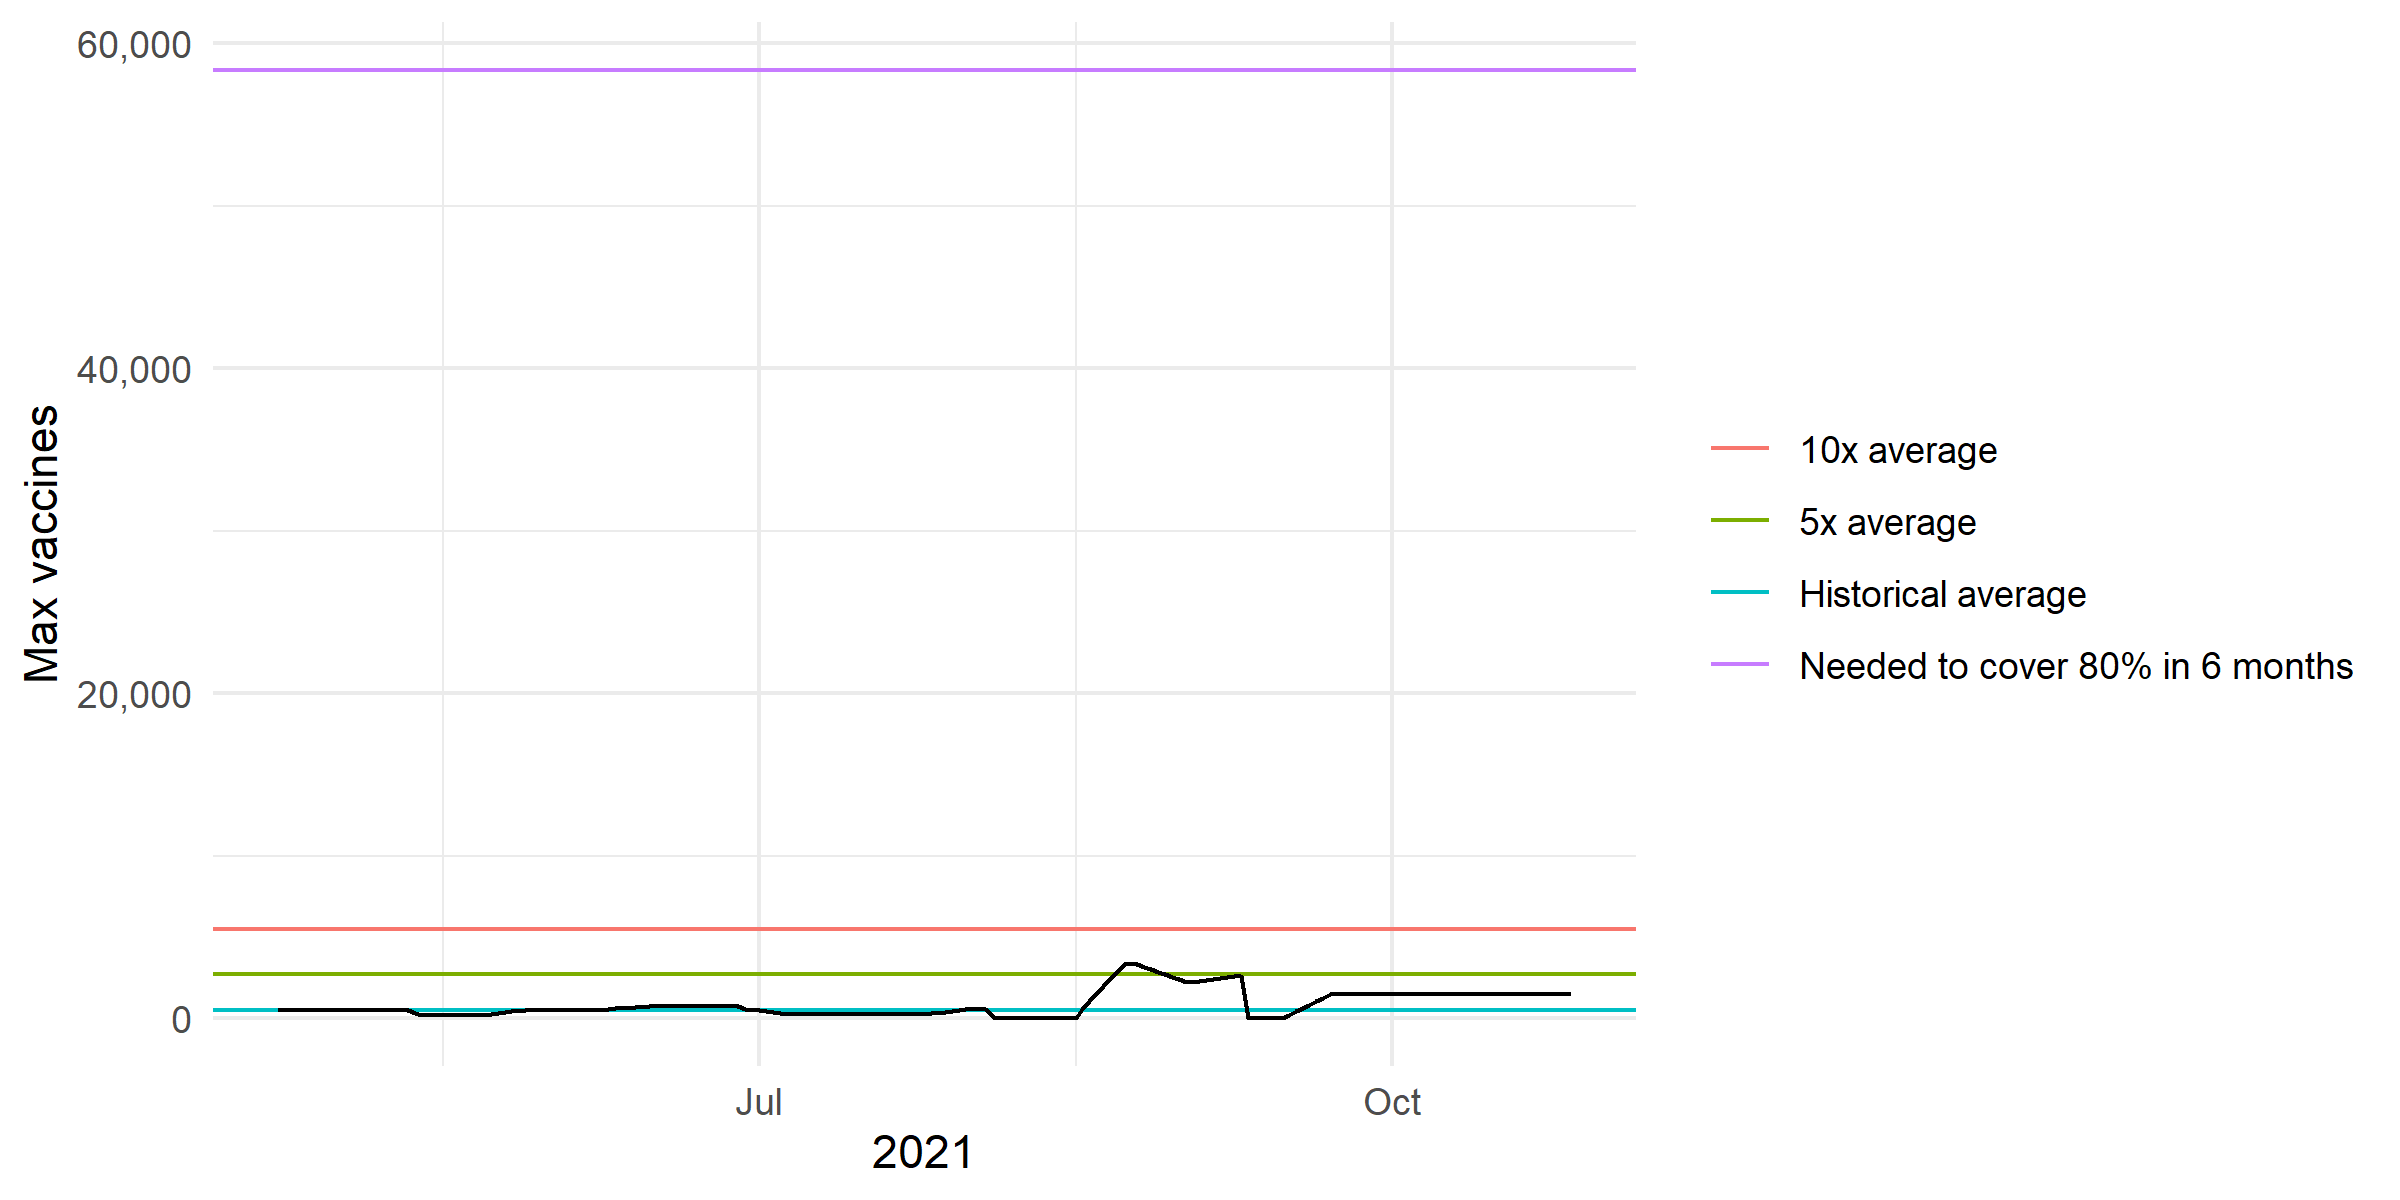 60,000
40,000
20,000
0
Max vaccines
Jul
Oct
2021
10x average
5x average
Historical average
Needed to cover 80% in 6 months